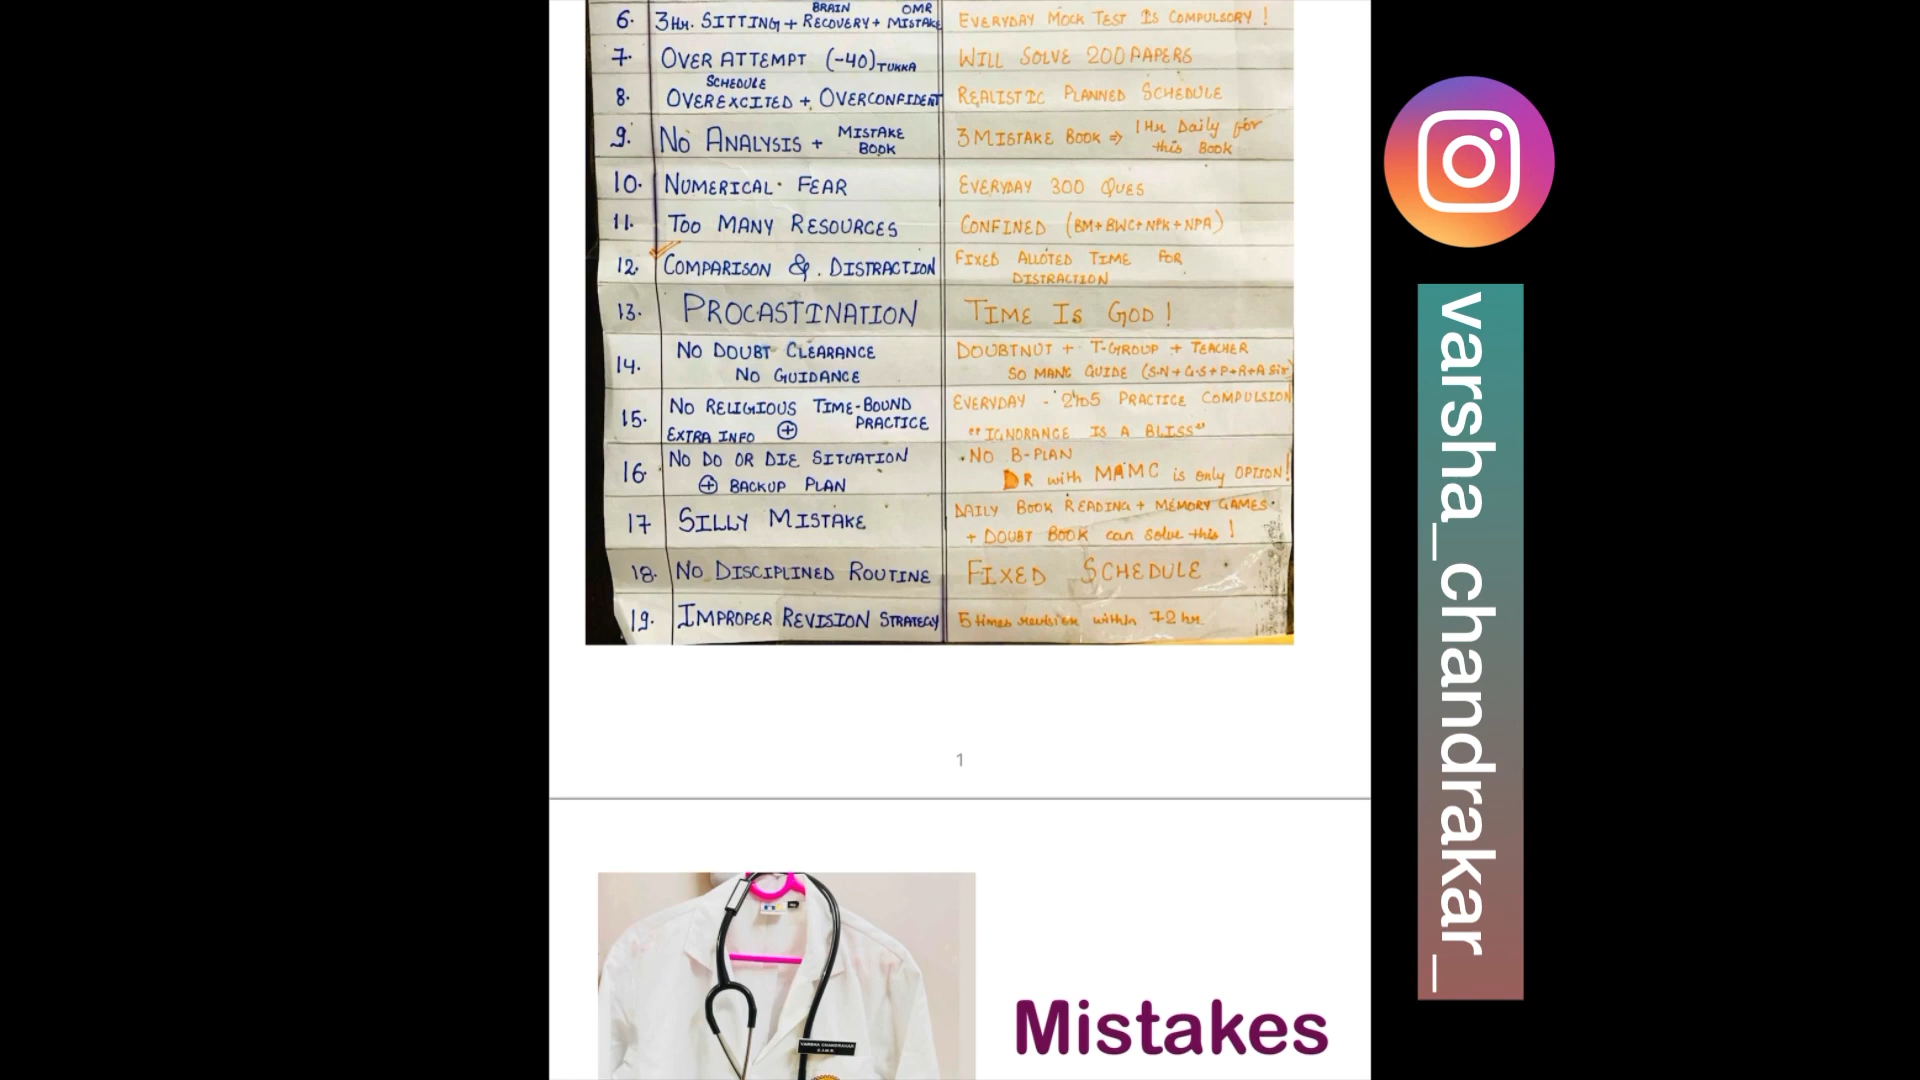 6. 3Hr. SITTING + BRAIN RECOVERY + OMR MISTAKE EVERYDAY MOCK TEST IS COMPULSORY !
7. OVER ATTEMPT (-40) TUKKA WILL SOLVE 200 PAPERS
8. SCHEDULE OVEREXCITED + OVERCONFIDENT REALISTIC PLANNED SCHEDULE
9. NO ANALYSIS + MISTAKE BOOK 3 MISTAKE BOOK ⇒ 1 Hr Daily for this Book
10. NUMERICAL FEAR EVERYDAY 300 QUES
11. TOO MANY RESOURCES CONFINED (BM+BWC+NPK+NPA)
12. COMPARISON & DISTRACTION FIXED ALLOTED TIME FOR
DISTRACTION
13. PROCASTINATION TIME IS GOD !
14. NO DOUBT CLEARANCE DOUBTNUT + T-GROUP + TEACHER
NO GUIDANCE SO MANY GUIDE (S.N+G.S+P+R+A Sir)
15. NO RELIGIOUS TIME-BOUND PRACTICE EVERYDAY - 2 to 5 PRACTICE COMPULSION
EXTRA INFO ⊕ "IGNORANCE IS A BLISS"
16. NO DO OR DIE SITUATION . NO B-PLAN
⊕ BACKUP PLAN DR with MAMC is only OPTION!
17 SILLY MISTAKE DAILY BOOK READING + MEMORY GAMES
+ DOUBT BOOK can solve this !
18. NO DISCIPLINED ROUTINE FIXED SCHEDULE
19. IMPROPER REVISION STRATEGY 5 times revision within 72 hr
1
VARSHA CHANDRAKAR
Mistakes
varsha_chandrakar_